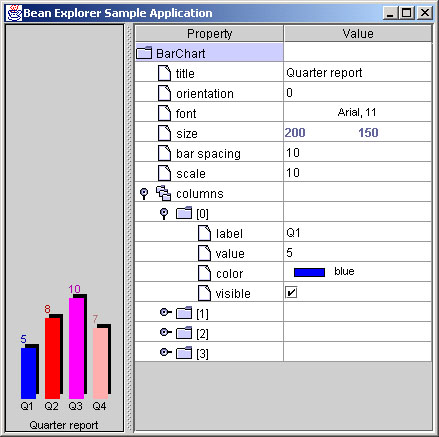 Bean Explorer Sample Application
Property Value
BarChart
title Quarter report
orientation 0
font Arial, 11
size 200 150
bar spacing 10
scale 10
columns
[0]
label Q1
value 5
color blue
visible
[1]
[2]
[3]
10
8
7
5
Q1 Q2 Q3 Q4
Quarter report